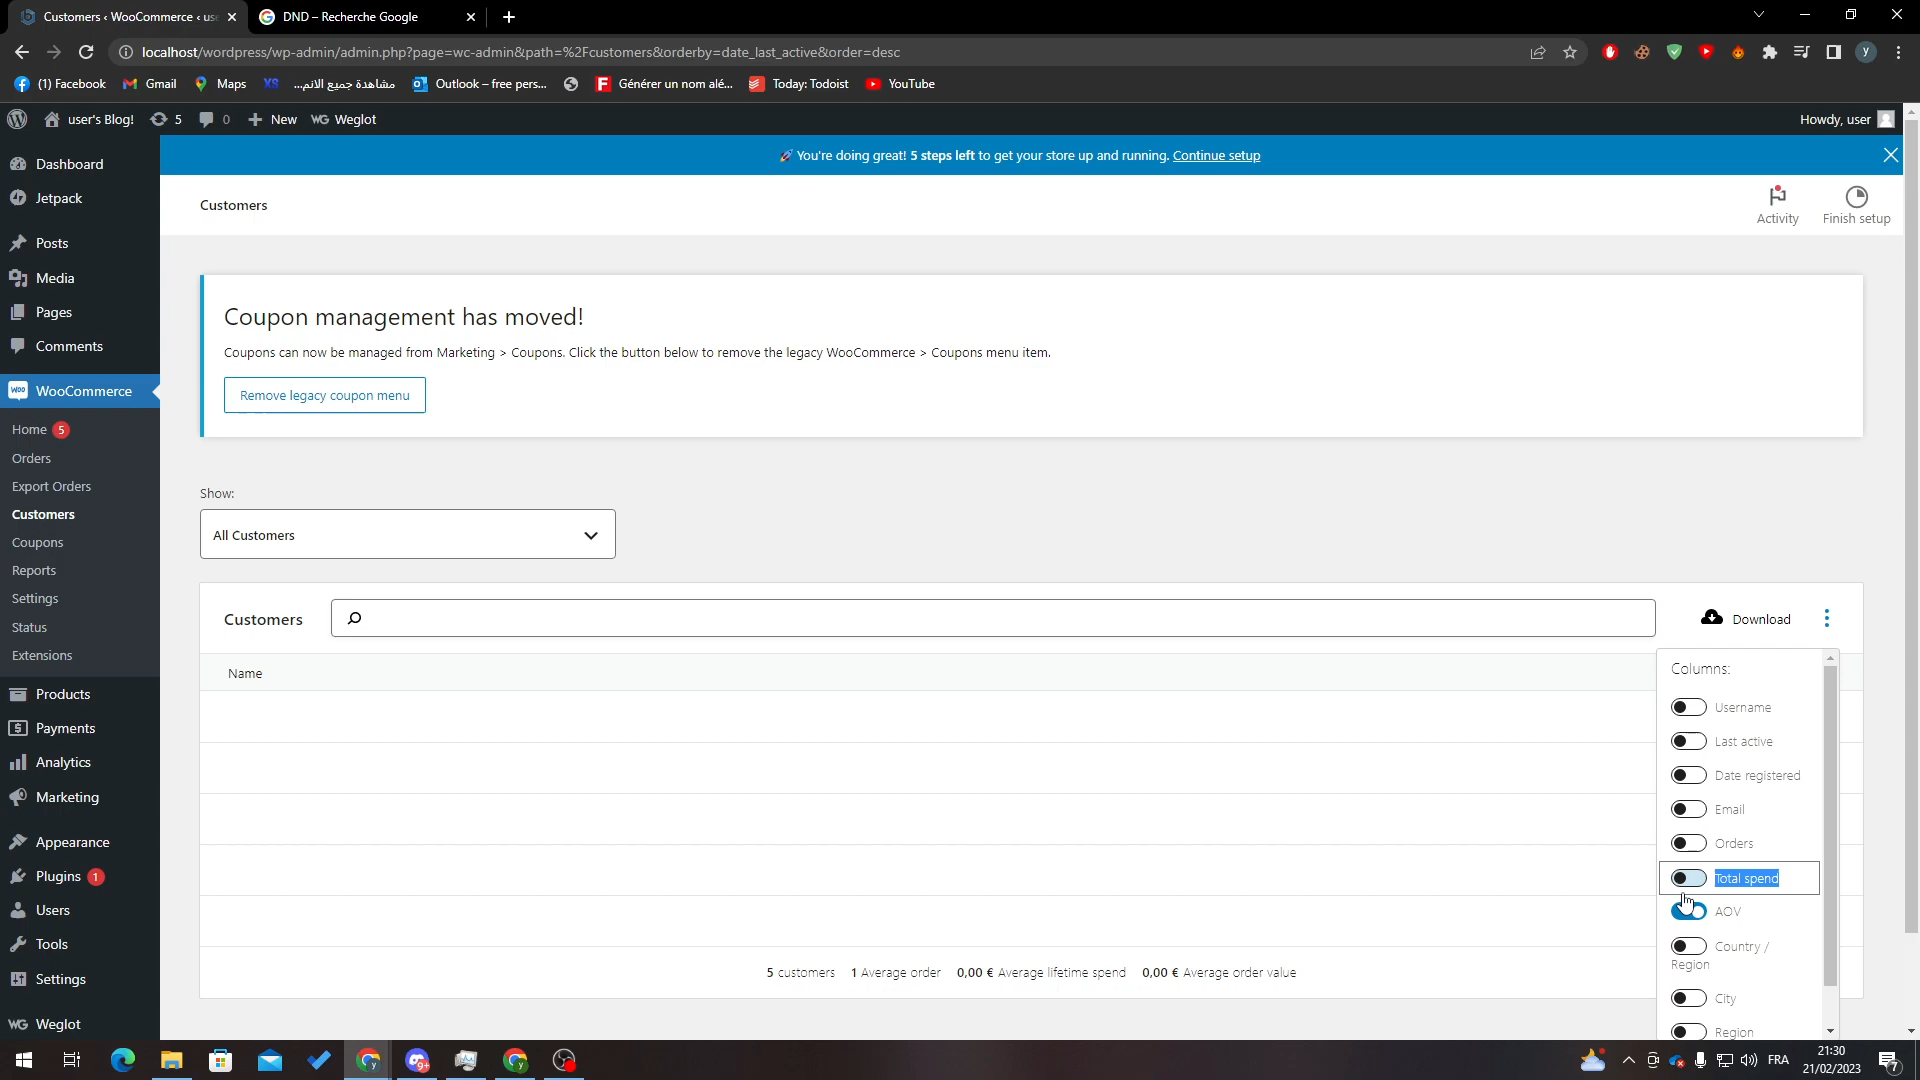 Customers ‹ WooCommerce ‹ use
DND – Recherche Google
localhost/wordpress/wp-admin/admin.php?page=wc-admin&path=%2Fcustomers&orderby=date_last_active&order=desc
y
(1) Facebook
Gmail
Maps
XS
مشاهدة جميع الانم...
Outlook – free pers...
Générer un nom alé...
Today: Todoist
YouTube
user's Blog!
5
0
New
WG Weglot
Howdy, user
Dashboard
Jetpack
Posts
Media
Pages
Comments
WooCommerce
Home 5
Orders
Export Orders
Customers
Coupons
Reports
Settings
Status
Extensions
Products
Payments
Analytics
Marketing
Appearance
Plugins 1
Users
Tools
Settings
WG Weglot
🚀 You're doing great! 5 steps left to get your store up and running. Continue setup
Customers
Activity
Finish setup
Coupon management has moved!
Coupons can now be managed from Marketing > Coupons. Click the button below to remove the legacy WooCommerce > Coupons menu item.
Remove legacy coupon menu
Show:
All Customers
Customers
Download
Name
Columns:
Username
Last active
Date registered
Email
Orders
Total spend
AOV
Country /
Region
City
Region
5 customers 1 Average order 0,00 € Average lifetime spend 0,00 € Average order value
9+
FRA
21:30
21/02/2023
7